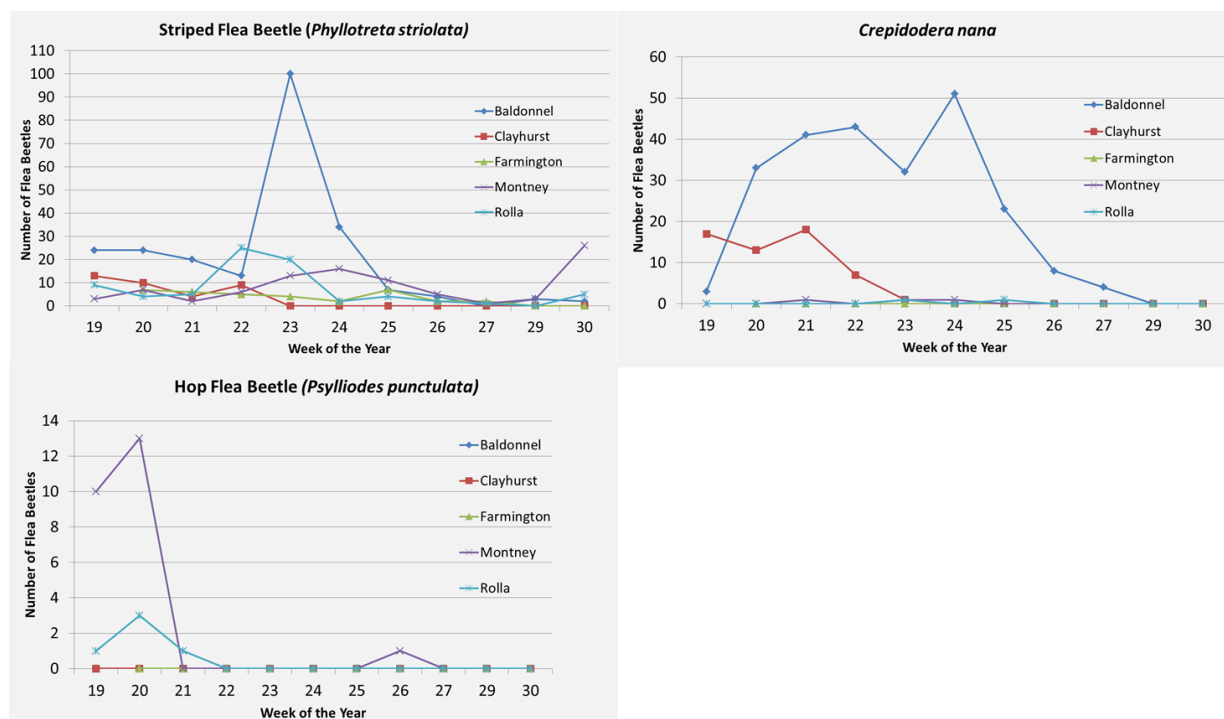 Striped Flea Beetle (Phyllotreta striolata)
110
100
90
80
70
60
50
40
30
20
10
0
Number of Flea Beetles
Baldonnel
Clayhurst
Farmington
Montney
Rolla
19 20 21 22 23 24 25 26 27 29 30
Week of the Year
Crepidodera nana
60
50
40
30
20
10
0
Number of Flea Beetles
Baldonnel
Clayhurst
Farmington
Montney
Rolla
19 20 21 22 23 24 25 26 27 29 30
Week of the Year
Hop Flea Beetle (Psylliodes punctulata)
14
12
10
8
6
4
2
0
Number of Flea Beetles
Baldonnel
Clayhurst
Farmington
Montney
Rolla
19 20 21 22 23 24 25 26 27 29 30
Week of the Year